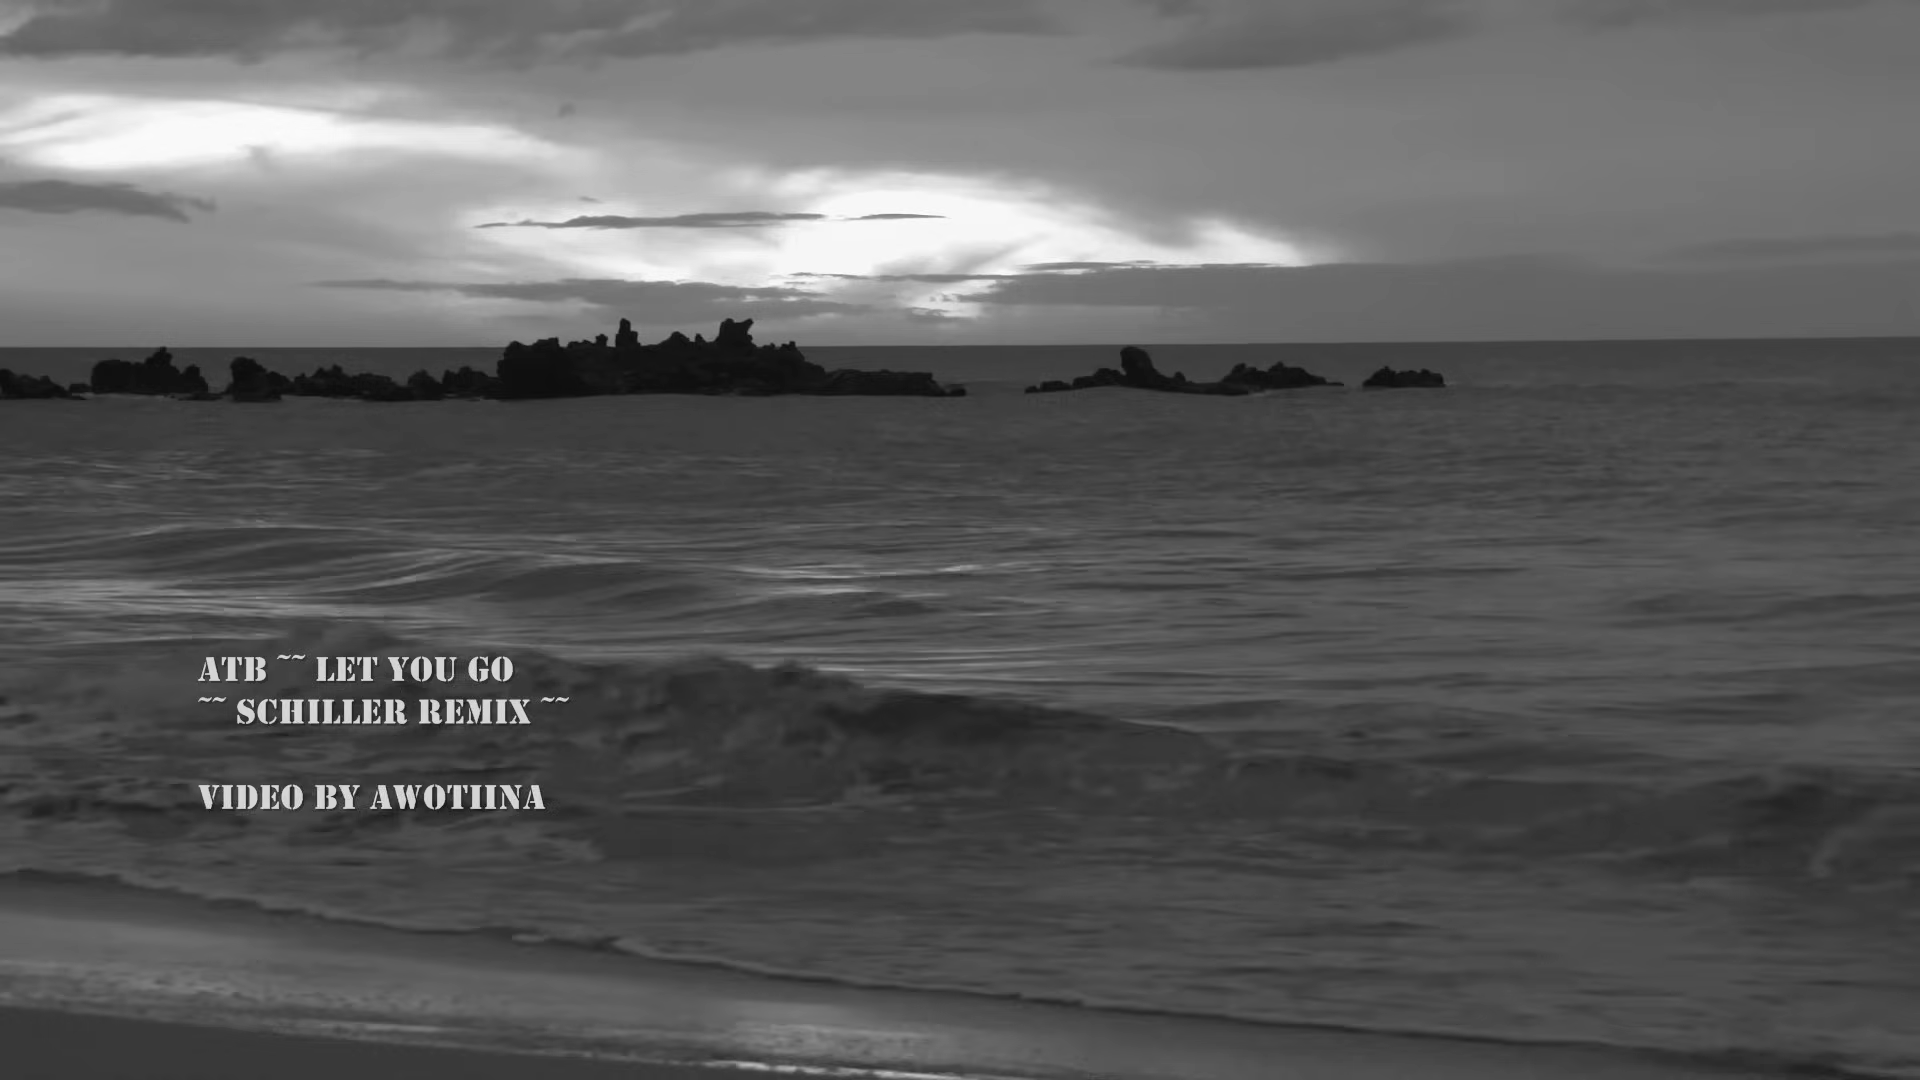 ATB ~~ LET YOU GO
~~ SCHILLER REMIX ~~
VIDEO BY AWOTIINA